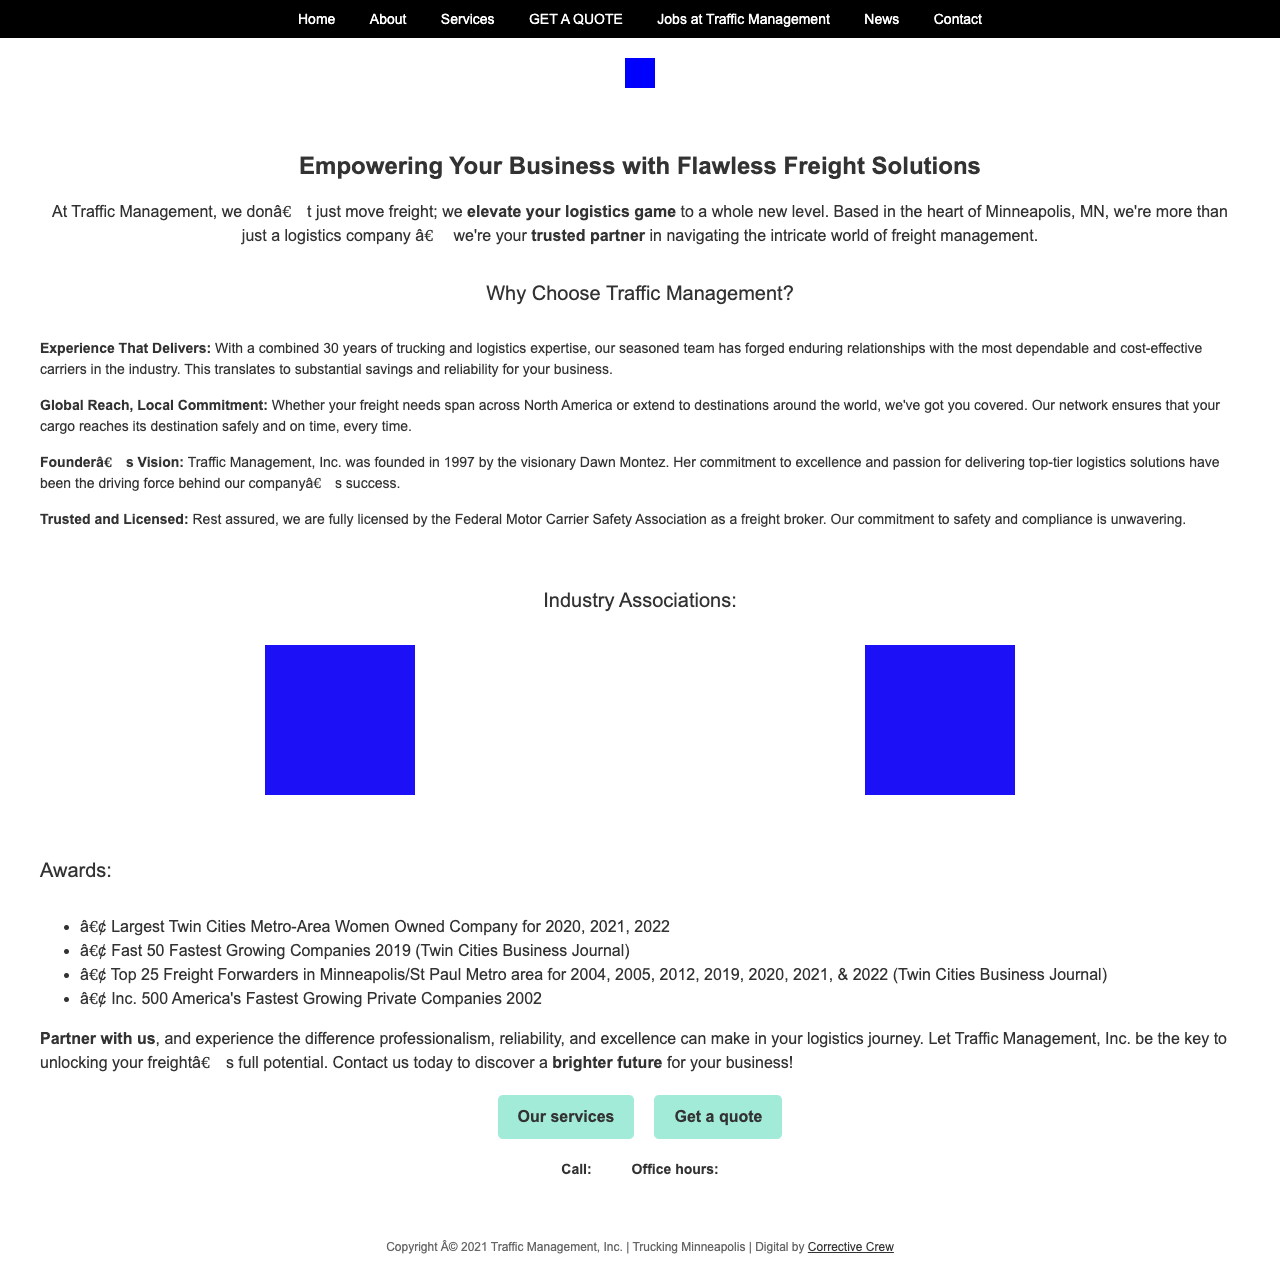 Home About Services GET A QUOTE Jobs at Traffic Management News Contact
Empowering Your Business with Flawless Freight Solutions
At Traffic Management, we donâ€ t just move freight; we elevate your logistics game to a whole new level. Based in the heart of Minneapolis, MN, we're more than
just a logistics company â€ we're your trusted partner in navigating the intricate world of freight management.
Why Choose Traffic Management?
Experience That Delivers: With a combined 30 years of trucking and logistics expertise, our seasoned team has forged enduring relationships with the most dependable and cost-effective
carriers in the industry. This translates to substantial savings and reliability for your business.
Global Reach, Local Commitment: Whether your freight needs span across North America or extend to destinations around the world, we've got you covered. Our network ensures that your
cargo reaches its destination safely and on time, every time.
Founderâ€ s Vision: Traffic Management, Inc. was founded in 1997 by the visionary Dawn Montez. Her commitment to excellence and passion for delivering top-tier logistics solutions have
been the driving force behind our companyâ€ s success.
Trusted and Licensed: Rest assured, we are fully licensed by the Federal Motor Carrier Safety Association as a freight broker. Our commitment to safety and compliance is unwavering.
Industry Associations:
Awards:
• â€¢ Largest Twin Cities Metro-Area Women Owned Company for 2020, 2021, 2022
• â€¢ Fast 50 Fastest Growing Companies 2019 (Twin Cities Business Journal)
• â€¢ Top 25 Freight Forwarders in Minneapolis/St Paul Metro area for 2004, 2005, 2012, 2019, 2020, 2021, & 2022 (Twin Cities Business Journal)
• â€¢ Inc. 500 America's Fastest Growing Private Companies 2002
Partner with us, and experience the difference professionalism, reliability, and excellence can make in your logistics journey. Let Traffic Management, Inc. be the key to
unlocking your freightâ€ s full potential. Contact us today to discover a brighter future for your business!
Our services Get a quote
Call: Office hours:
Copyright Â© 2021 Traffic Management, Inc. | Trucking Minneapolis | Digital by Corrective Crew